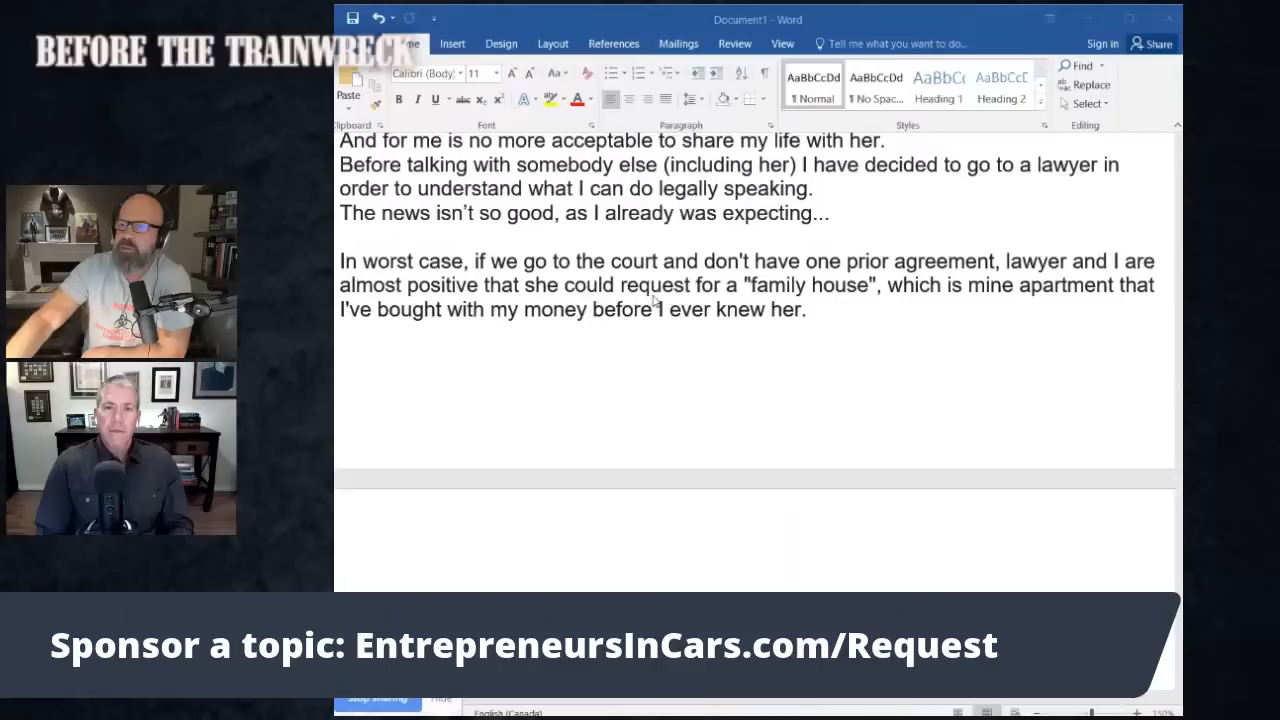 BEFORE THE TRAINWRECK
Document1 - Word
Insert
Design
Layout
References
Mailings
Review
View
Tell me what you want to do...
Sign in
Share
Paste
Calibri (Body)
11
AaBbCcDd
AaBbCcDd
AaBbC
AaBbCcE
¶ Normal
¶ No Spac...
Heading 1
Heading 2
Find
Replace
Select
lipboard
Font
Paragraph
Styles
Editing
And for me is no more acceptable to share my life with her.
Before talking with somebody else (including her) I have decided to go to a lawyer in
order to understand what I can do legally speaking.
The news isn't so good, as I already was expecting...
In worst case, if we go to the court and don't have one prior agreement, lawyer and I are
almost positive that she could request for a "family house", which is mine apartment that
I've bought with my money before I ever knew her.
Sponsor a topic: EntrepreneursInCars.com/Request
Stop sharing
Hide
English (Canada)
150%